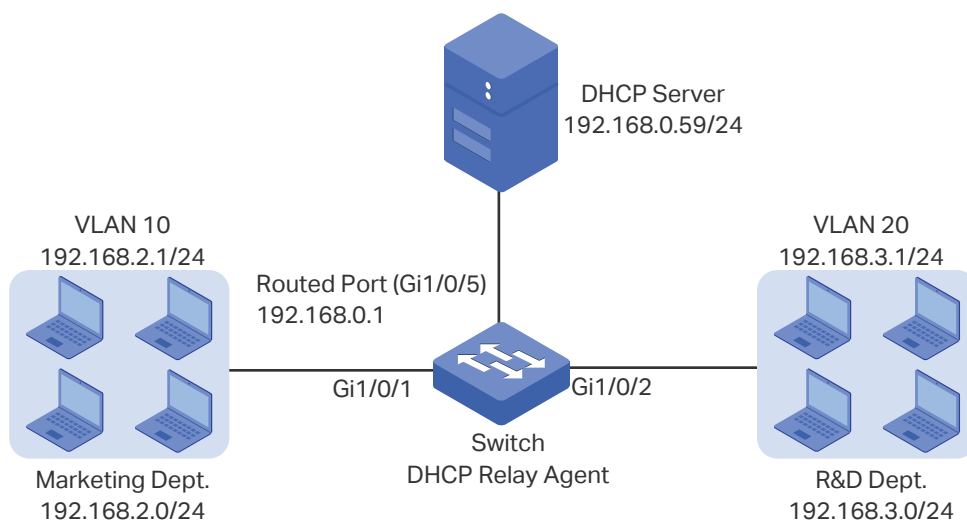 DHCP Server
192.168.0.59/24
VLAN 10
192.168.2.1/24
VLAN 20
192.168.3.1/24
Routed Port (Gi1/0/5)
192.168.0.1
Gi1/0/1
Gi1/0/2
Switch
DHCP Relay Agent
Marketing Dept.
192.168.2.0/24
R&D Dept.
192.168.3.0/24